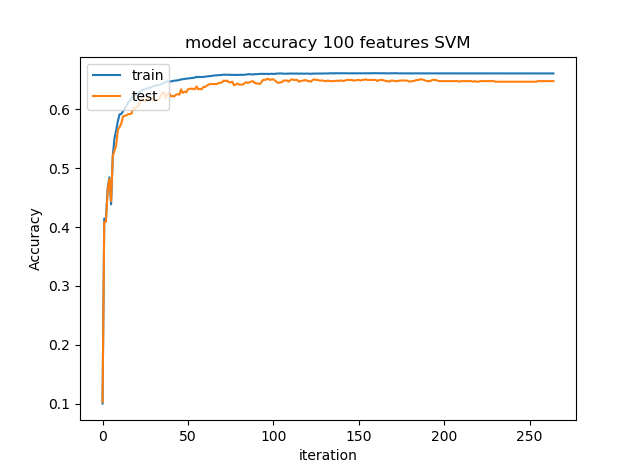 model accuracy 100 features SVM
train
test
Accuracy
0.6
0.5
0.4
0.3
0.2
0.1
0 50 100 150 200 250
iteration